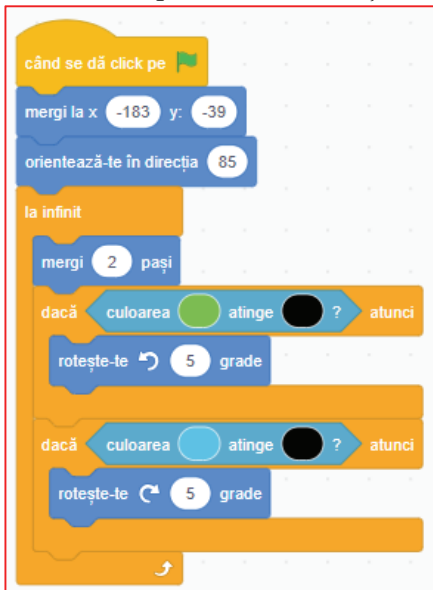 când se dă click pe
mergi la x -183 y: -39
orientează-te în direcția 85
la infinit
mergi 2 pași
dacă culoarea atinge ? atunci
rotește-te 5 grade
dacă culoarea atinge ? atunci
rotește-te 5 grade